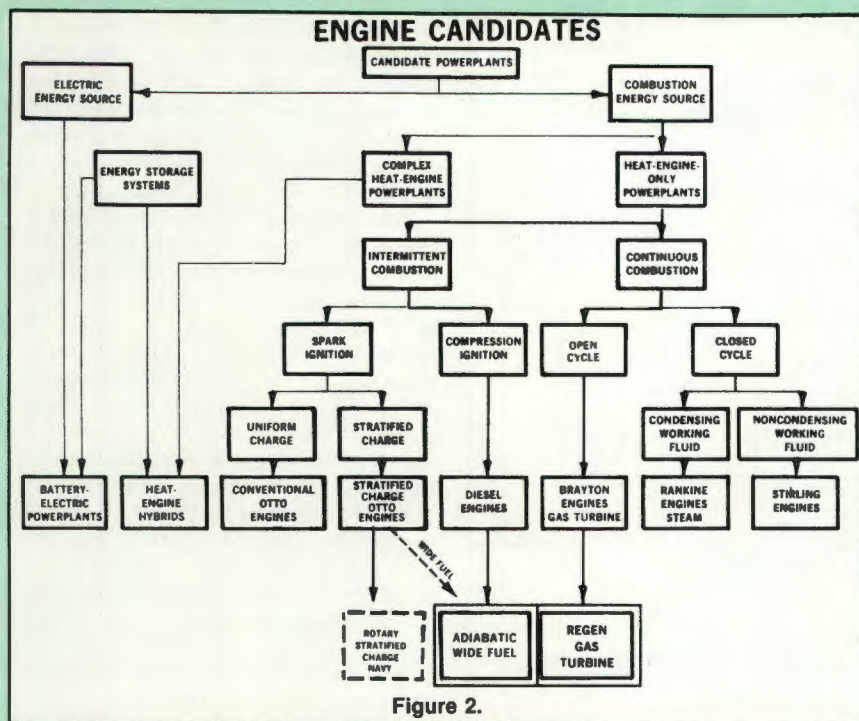 ENGINE CANDIDATES
CANDIDATE POWERPLANTS
ELECTRIC
ENERGY SOURCE
COMBUSTION
ENERGY SOURCE
ENERGY STORAGE
SYSTEMS
COMPLEX
HEAT-ENGINE
POWERPLANTS
HEAT-ENGINE-
ONLY
POWERPLANTS
INTERMITTENT
COMBUSTION
CONTINUOUS
COMBUSTION
SPARK
IGNITION
COMPRESSION
IGNITION
OPEN
CYCLE
CLOSED
CYCLE
UNIFORM
CHARGE
STRATIFIED
CHARGE
CONDENSING
WORKING
FLUID
NONCONDENSING
WORKING
FLUID
BATTERY-
ELECTRIC
POWERPLANTS
HEAT-
ENGINE
HYBRIDS
CONVENTIONAL
OTTO
ENGINES
STRATIFIED
CHARGE
OTTO
ENGINES
DIESEL
ENGINES
BRAYTON
ENGINES
GAS TURBINE
RANKINE
ENGINES
STEAM
STIRLING
ENGINES
WIDE FUEL
ROTARY
STRATIFIED
CHARGE
NAVY
ADIABATIC
WIDE FUEL
REGEN
GAS
TURBINE
Figure 2.